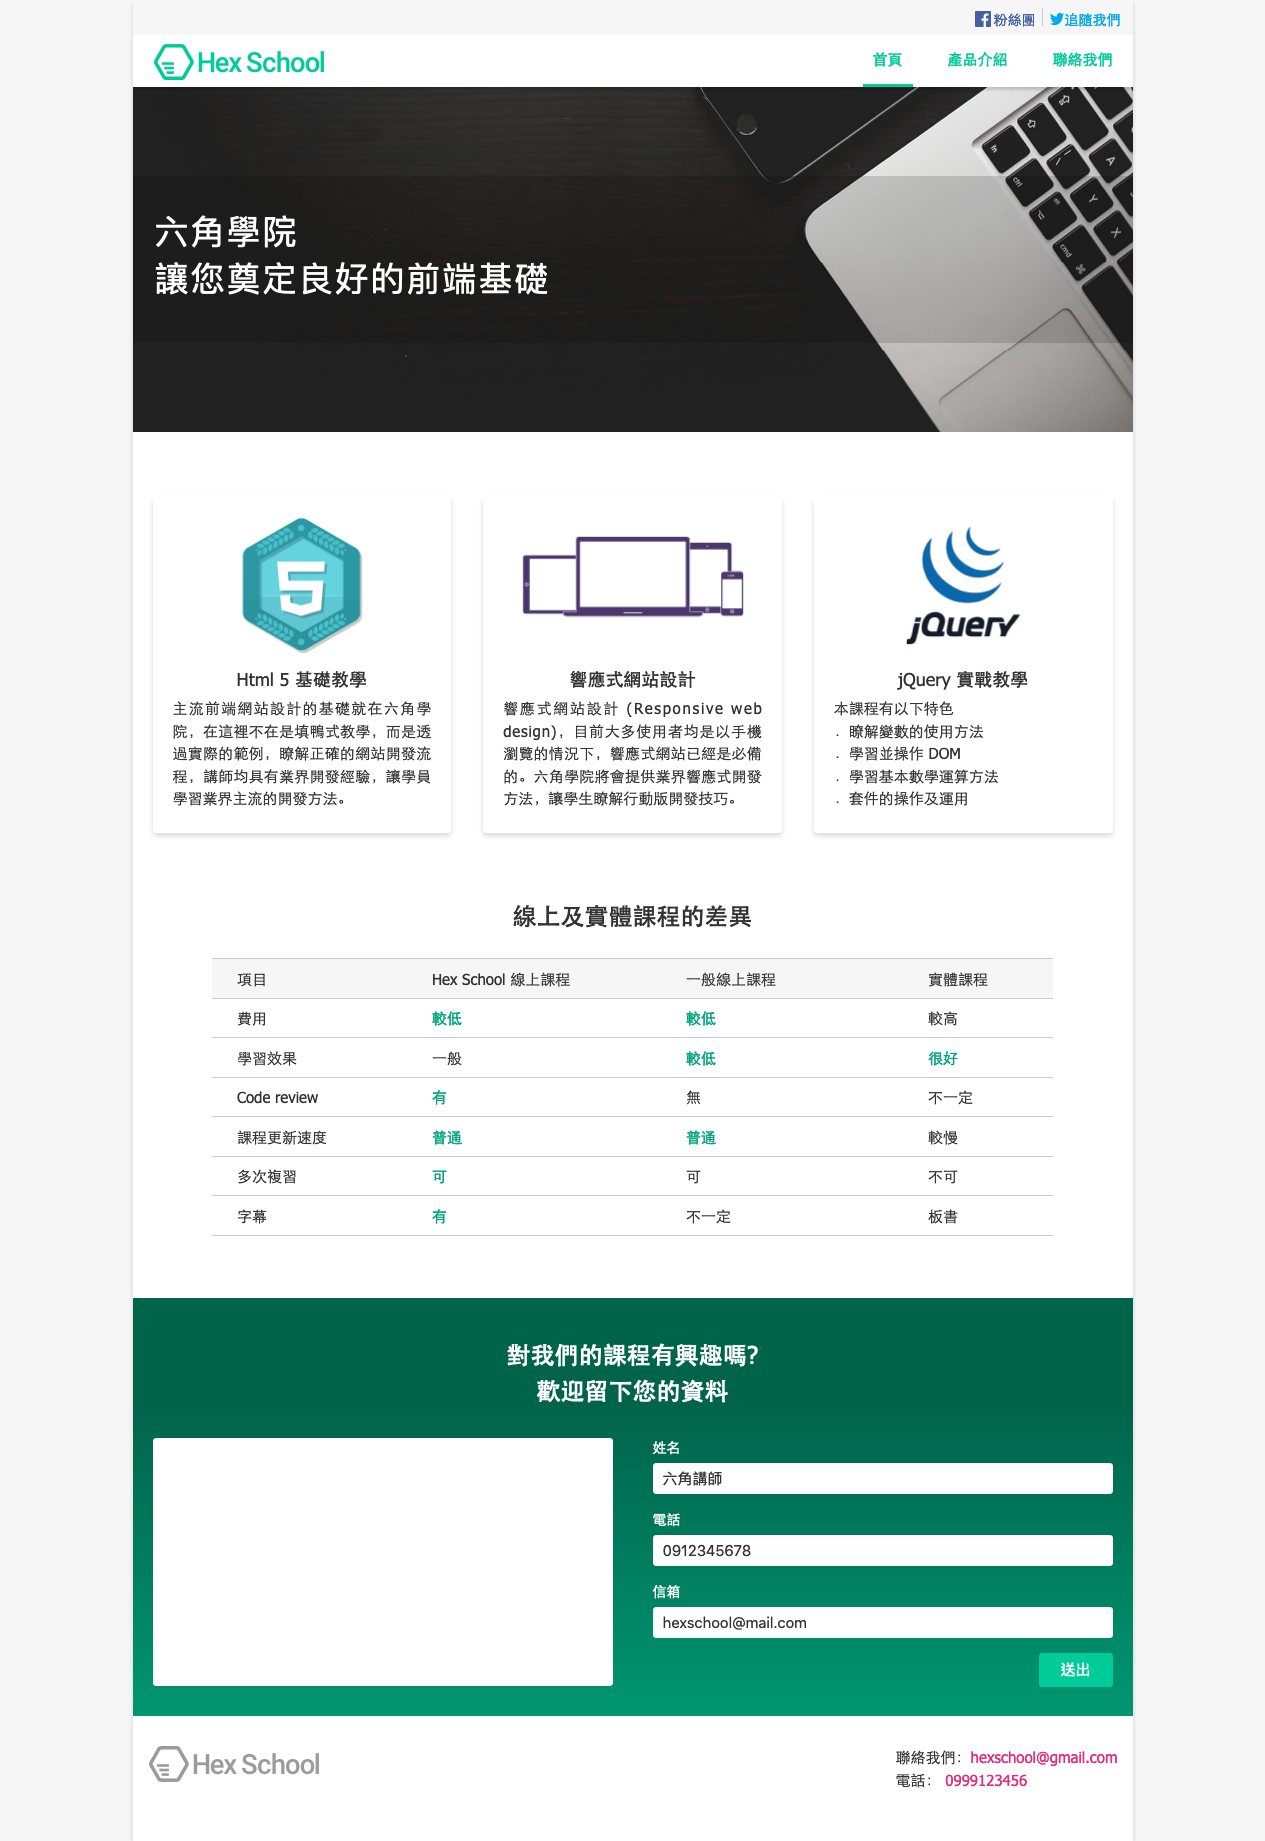 粉絲團
追隨我們
Hex School
首頁
產品介紹
聯絡我們
六角學院
讓您奠定良好的前端基礎
fn
ctrl
cmd
A
Y
X
5
Html 5 基礎教學
主流前端網站設計的基礎就在六角學
院，在這裡不在是填鴨式教學，而是透
過實際的範例，瞭解正確的網站開發流
程，講師均具有業界開發經驗，讓學員
學習業界主流的開發方法。
響應式網站設計
響應式網站設計 (Responsive web
design)，目前大多使用者均是以手機
瀏覽的情況下，響應式網站已經是必備
的。六角學院將會提供業界響應式開發
方法，讓學生瞭解行動版開發技巧。
jQuery
jQuery 實戰教學
本課程有以下特色
． 瞭解變數的使用方法
． 學習並操作 DOM
． 學習基本數學運算方法
． 套件的操作及運用
線上及實體課程的差異
項目 Hex School 線上課程 一般線上課程 實體課程
費用 較低 較低 較高
學習效果 一般 較低 很好
Code review 有 無 不一定
課程更新速度 普通 普通 較慢
多次複習 可 可 不可
字幕 有 不一定 板書
對我們的課程有興趣嗎?
歡迎留下您的資料
姓名
六角講師
電話
0912345678
信箱
hexschool@mail.com
送出
Hex School
聯絡我們：hexschool@gmail.com
電話： 0999123456